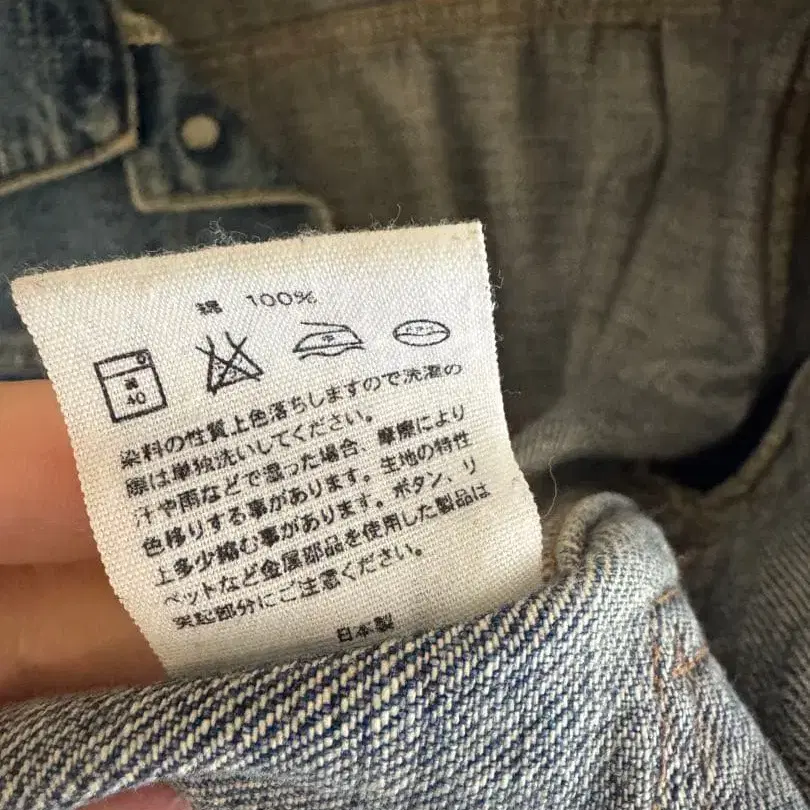 綿 100%
弱
40
中
ドライ
染料の性質上色落ちしますので洗濯の
際は単独洗いしてください。
汗や雨などで湿った場合、摩擦により
色移りする事があります。生地の特性
上多少縮む事があります。ボタン、リ
ベットなど金属部品を使用した製品は
突起部分にご注意ください。
日本製